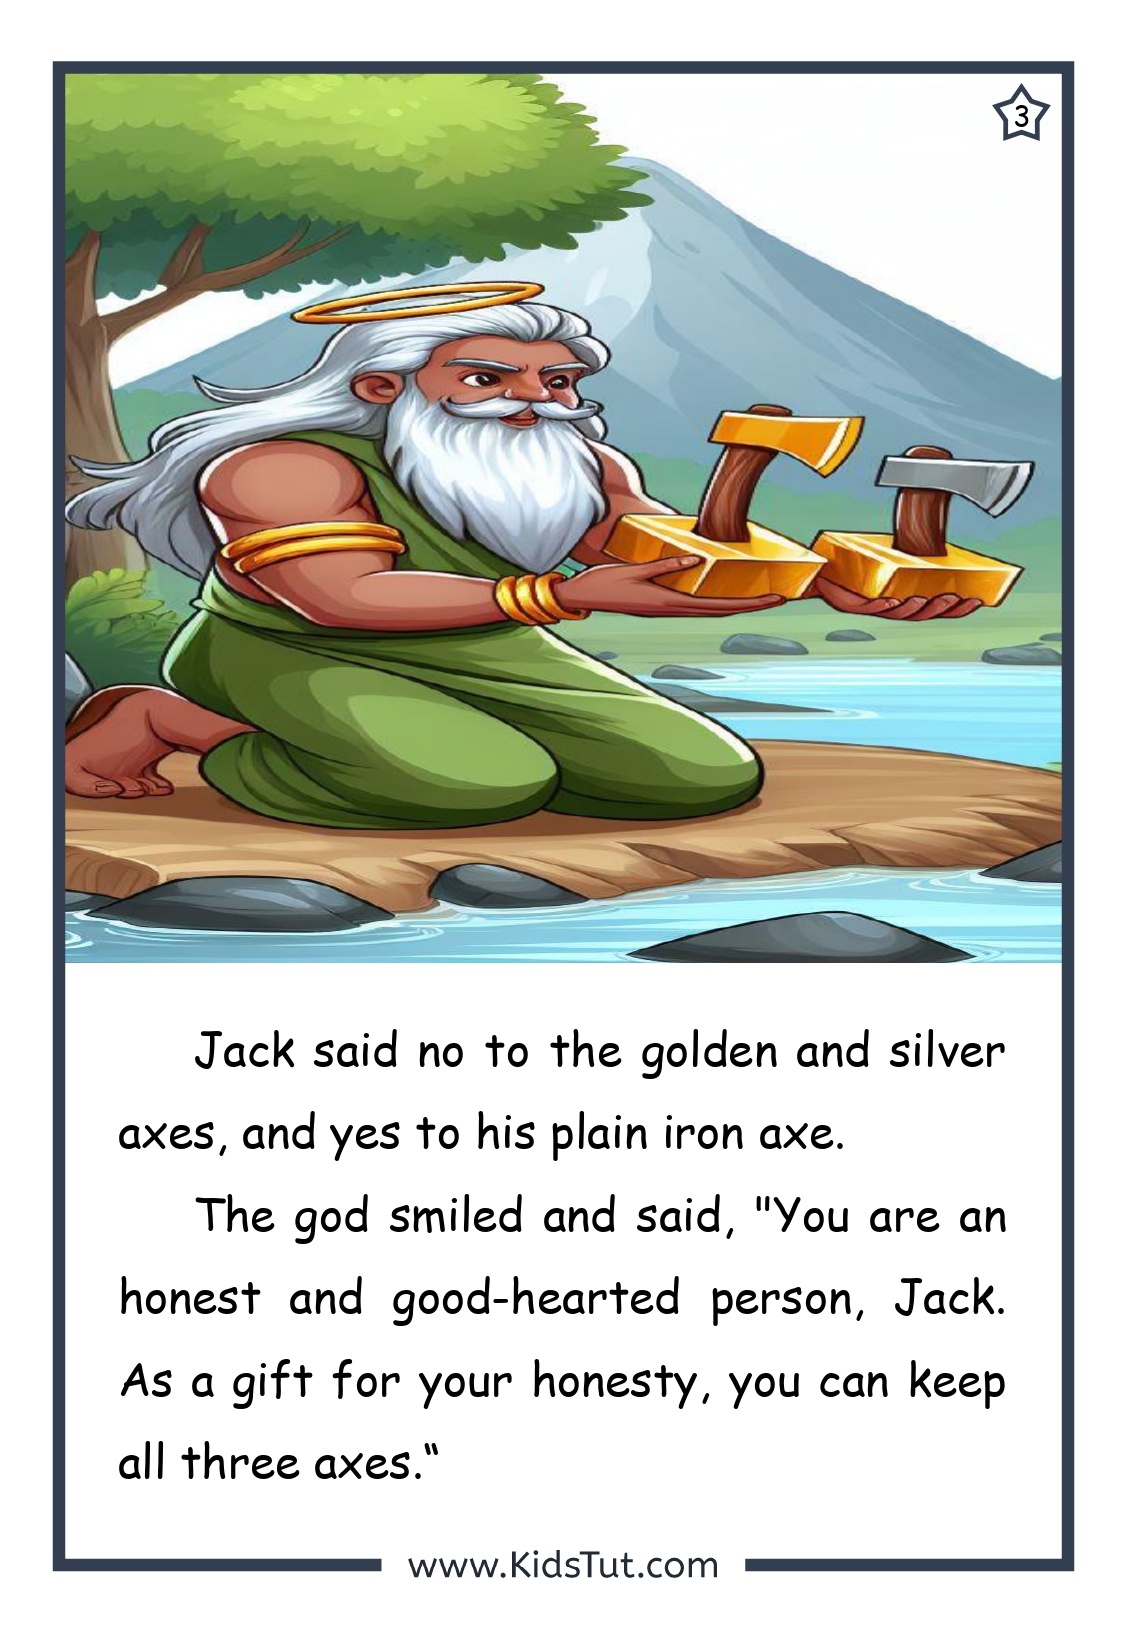 3
Jack said no to the golden and silver
axes, and yes to his plain iron axe.
The god smiled and said, "You are an
honest and good-hearted person, Jack.
As a gift for your honesty, you can keep
all three axes.“
www.KidsTut.com